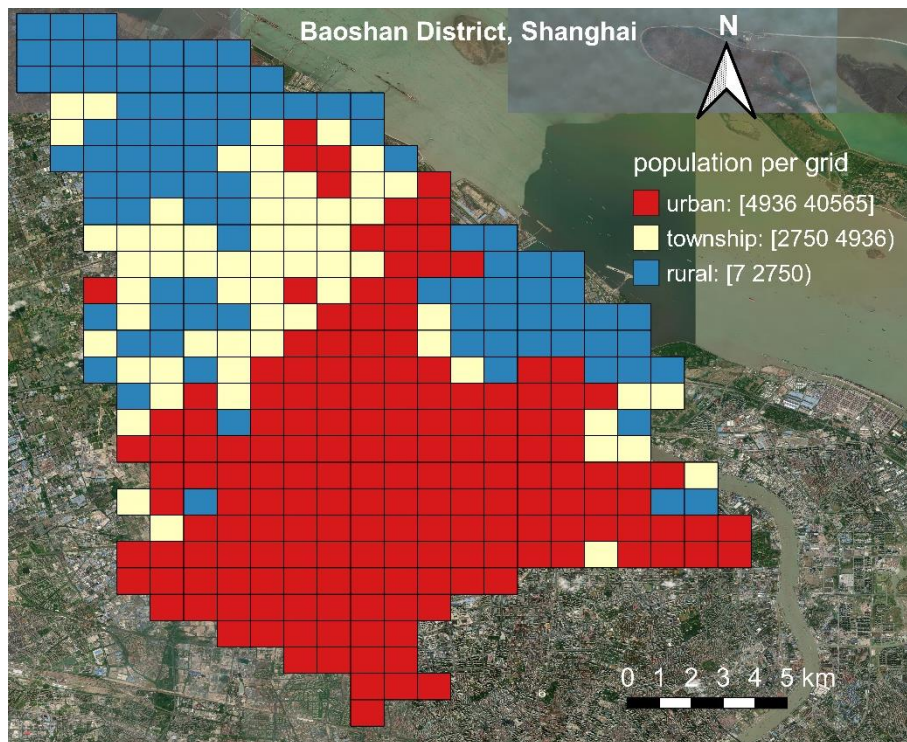 Baoshan District, Shanghai
N
population per grid
urban: [4936 40565]
township: [2750 4936)
rural: [7 2750)
0 1 2 3 4 5 km